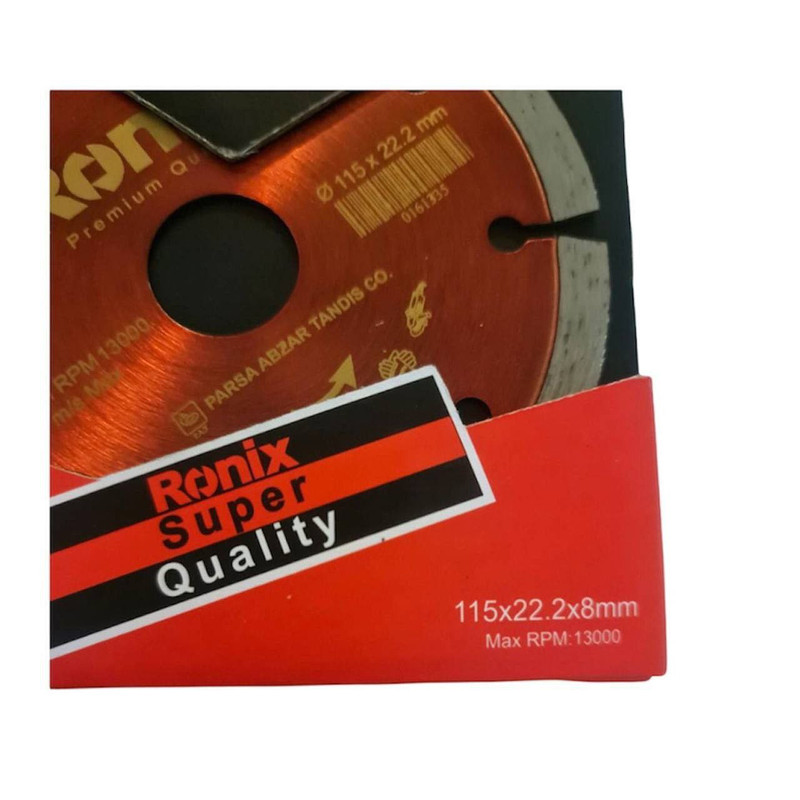 Ron
Premium Qu
Ø 115 x 22.2 mm
0161335
RPM 13000
PARSA ABZAR TANDIS CO.
Ronix
Super
Quality
115x22.2x8mm
Max RPM:13000